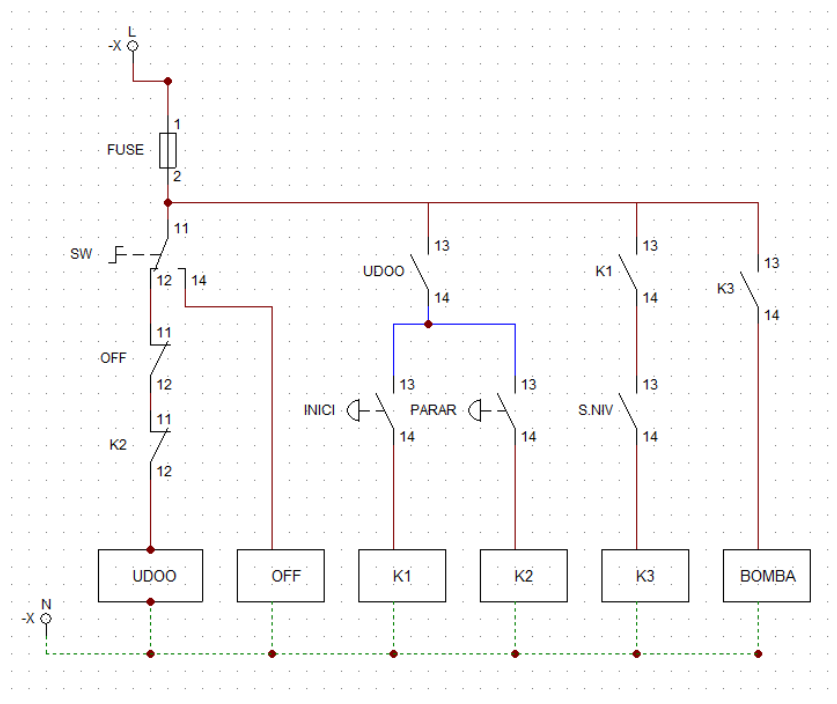 L
-X
1
FUSE
2
11
SW
12
14
13
UDOO
14
13
K1
14
13
K3
14
11
OFF
12
13
INICI
14
13
PARAR
14
13
S.NIV
14
11
K2
12
UDOO
OFF
K1
K2
K3
BOMBA
N
-X